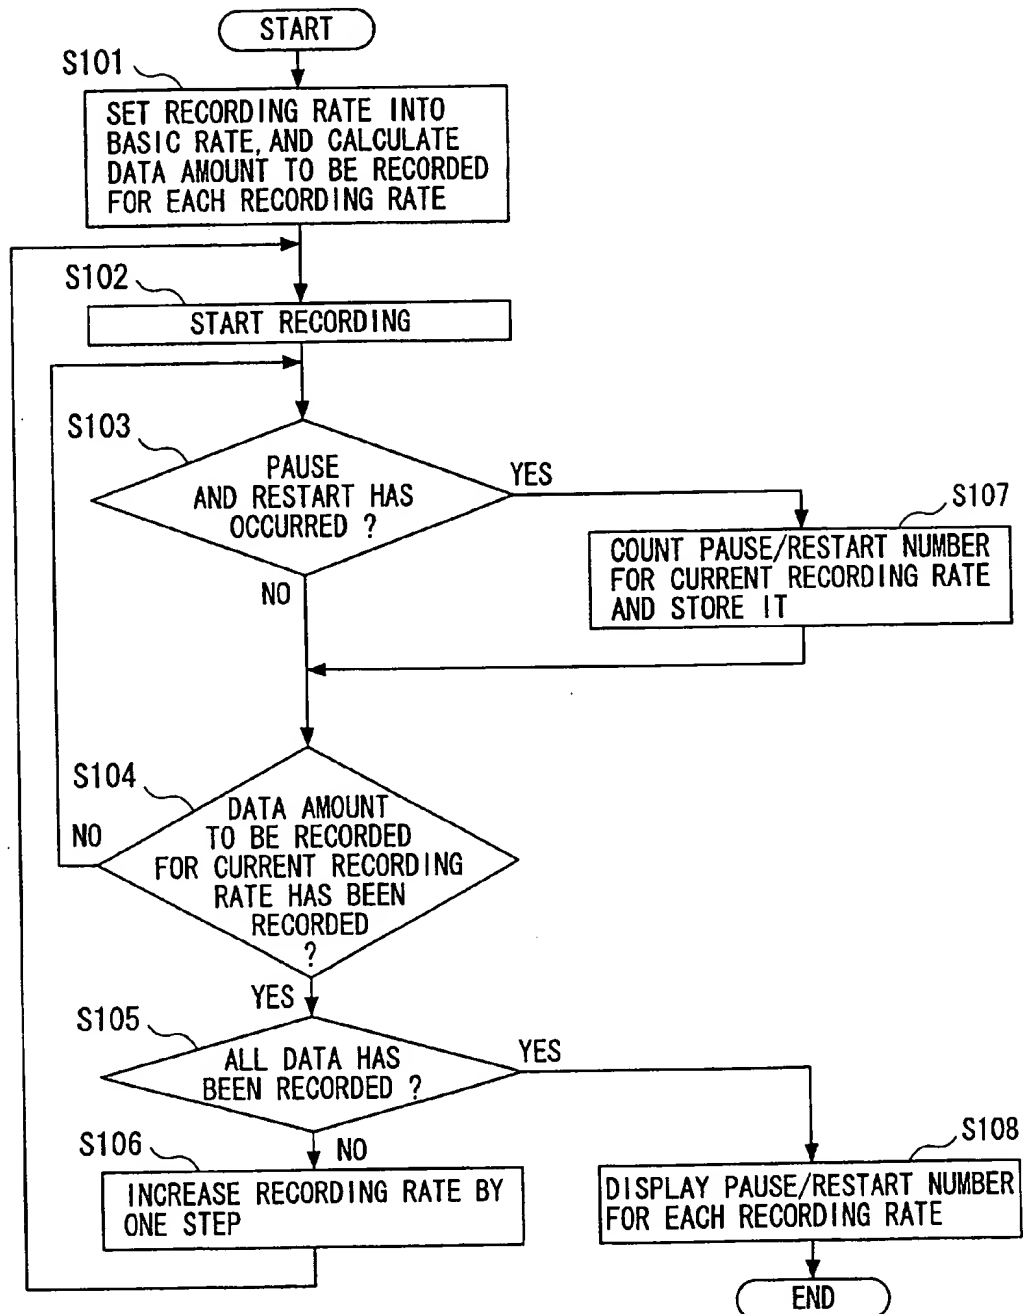 START
S101
SET RECORDING RATE INTO
BASIC RATE, AND CALCULATE
DATA AMOUNT TO BE RECORDED
FOR EACH RECORDING RATE
S102
START RECORDING
S103
PAUSE
AND RESTART HAS
OCCURRED ?
YES
NO
S107
COUNT PAUSE/RESTART NUMBER
FOR CURRENT RECORDING RATE
AND STORE IT
S104
DATA AMOUNT
TO BE RECORDED
FOR CURRENT RECORDING
RATE HAS BEEN
RECORDED
?
NO
YES
S105
ALL DATA HAS
BEEN RECORDED ?
YES
NO
S106
INCREASE RECORDING RATE BY
ONE STEP
S108
DISPLAY PAUSE/RESTART NUMBER
FOR EACH RECORDING RATE
END